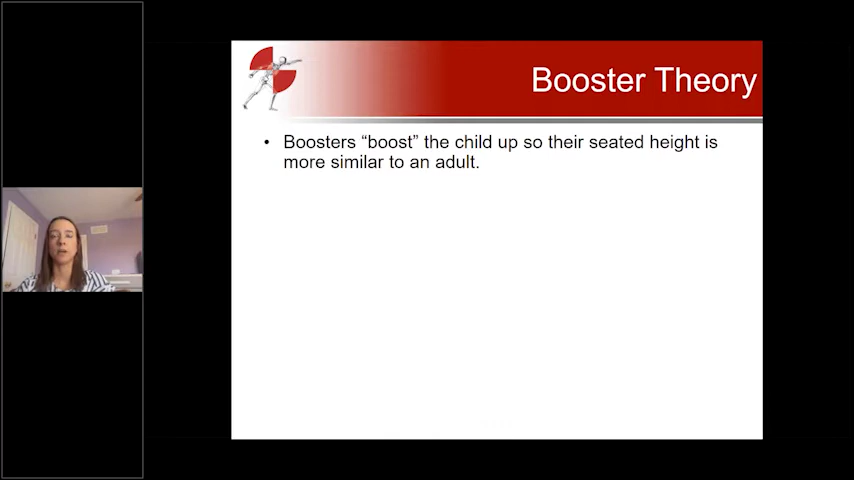 Booster Theory
• Boosters “boost” the child up so their seated height is
more similar to an adult.